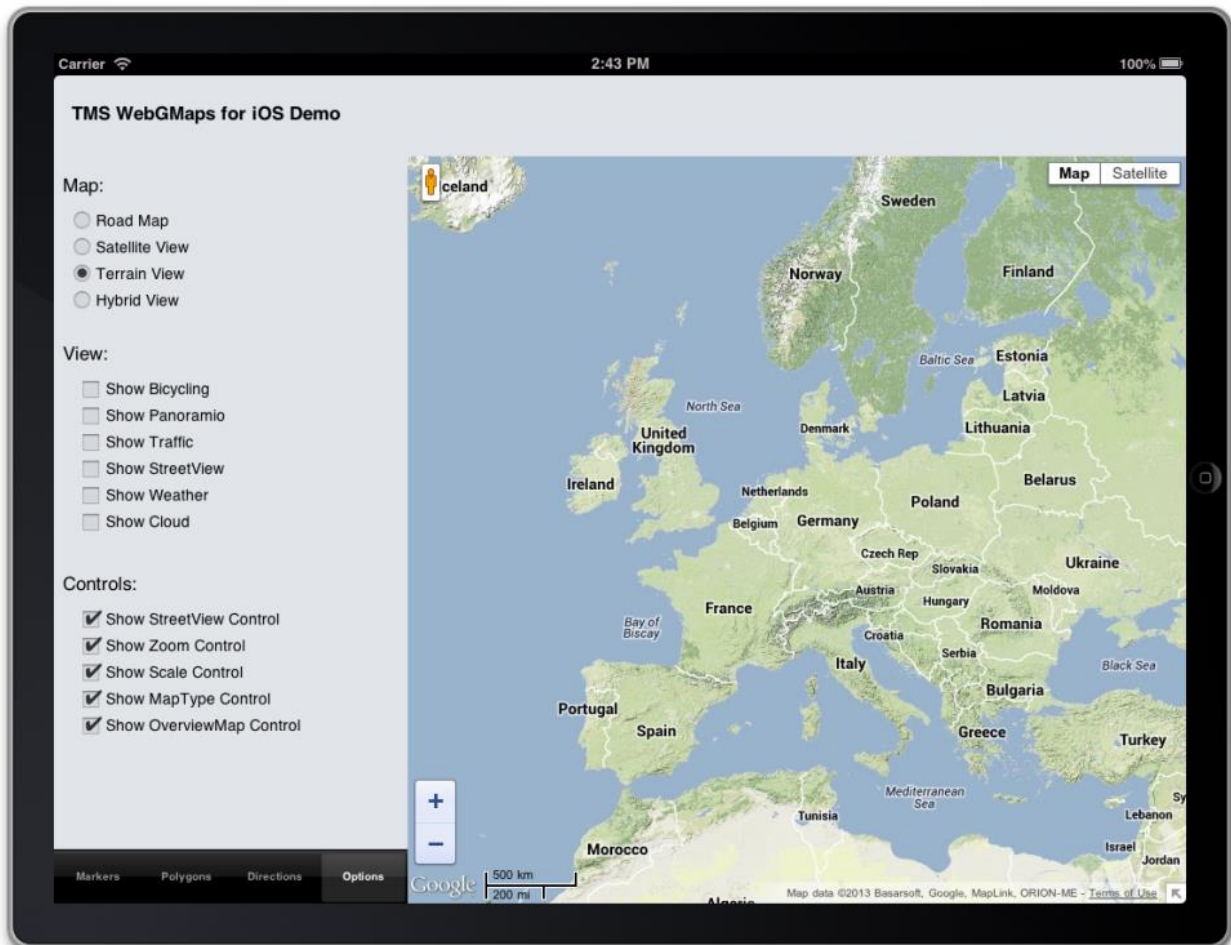 Carrier
2:43 PM
100%
TMS WebGMaps for iOS Demo
Map:
Road Map
Satellite View
Terrain View
Hybrid View
View:
Show Bicycling
Show Panoramio
Show Traffic
Show StreetView
Show Weather
Show Cloud
Controls:
Show StreetView Control
Show Zoom Control
Show Scale Control
Show MapType Control
Show OverviewMap Control
Markers Polygons Directions Options
celand
Map Satellite
Sweden
Norway
Finland
Baltic Sea
Estonia
Latvia
North Sea
Denmark
Lithuania
United
Kingdom
Ireland
Netherlands
Belarus
Poland
Belgium
Germany
Czech Rep
Slovakia
Ukraine
Austria
Hungary
Moldova
France
Bay of
Biscay
Romania
Croatia
Serbia
Italy
Black Sea
Bulgaria
Portugal
Spain
Greece
Turkey
Mediterranean
Sea
Sy
Tunisia
Lebanon
Morocco
Israel
Jordan
+
−
Google
500 km
200 mi
Algeria
Map data ©2013 Basarsoft, Google, MapLink, ORION-ME - Terms of Use